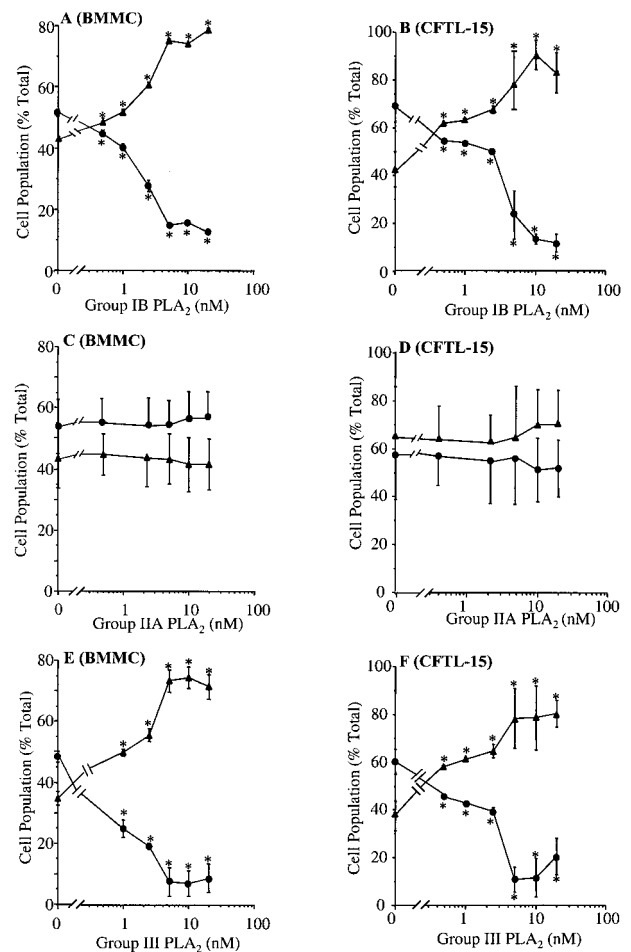 A (BMMC)
80
60
40
20
0
Cell Population (% Total)
0 1 10 100
Group IB PLA2 (nM)
B (CFTL-15)
100
80
60
40
20
0
Cell Population (% Total)
0 1 10 100
Group IB PLA2 (nM)
C (BMMC)
80
60
40
20
0
Cell Population (% Total)
0 1 10 100
Group IIA PLA2 (nM)
D (CFTL-15)
100
80
60
40
20
0
Cell Population (% Total)
0 1 10 100
Group IIA PLA2 (nM)
E (BMMC)
80
60
40
20
0
Cell Population (% Total)
0 1 10 100
Group III PLA2 (nM)
F (CFTL-15)
100
80
60
40
20
0
Cell Population (% Total)
0 1 10 100
Group III PLA2 (nM)